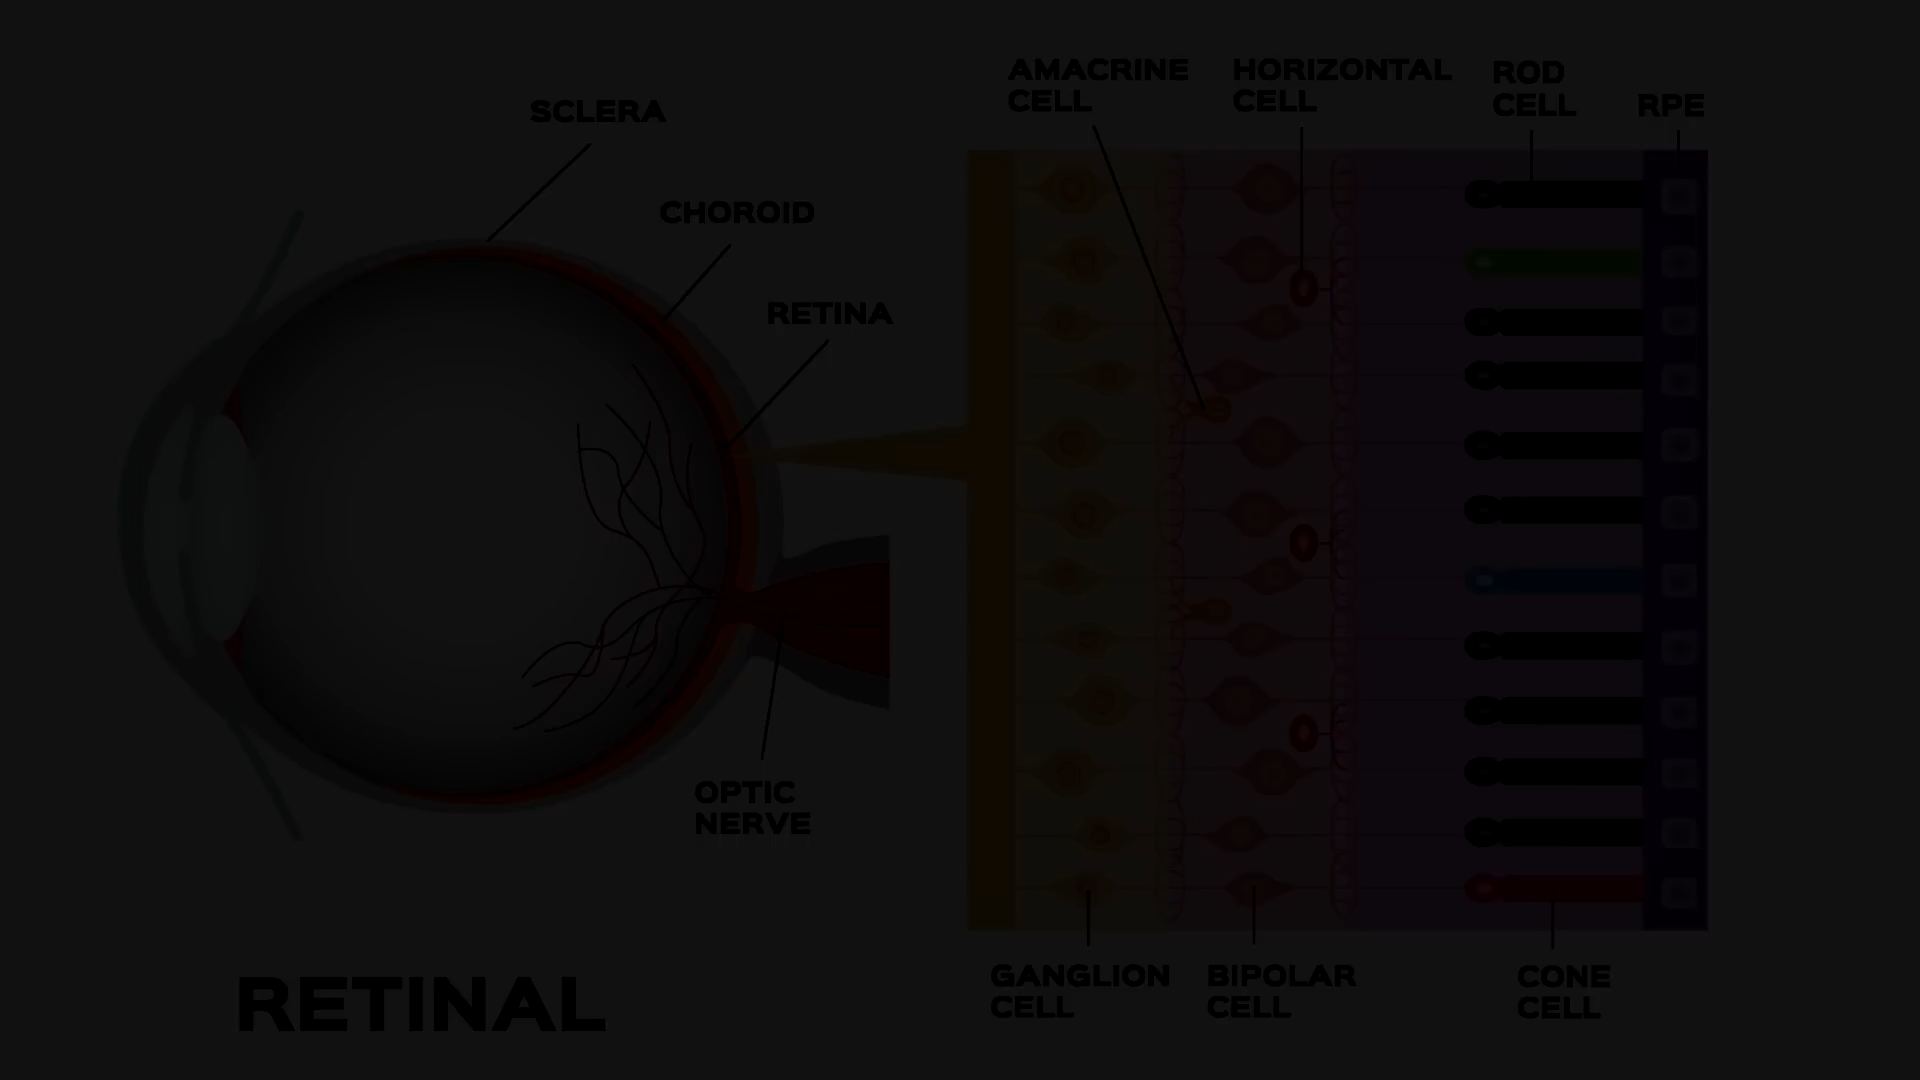 SCLERA
CHOROID
RETINA
OPTIC
NERVE
RETINAL
AMACRINE
CELL
HORIZONTAL
CELL
ROD
CELL
RPE
GANGLION
CELL
BIPOLAR
CELL
CONE
CELL